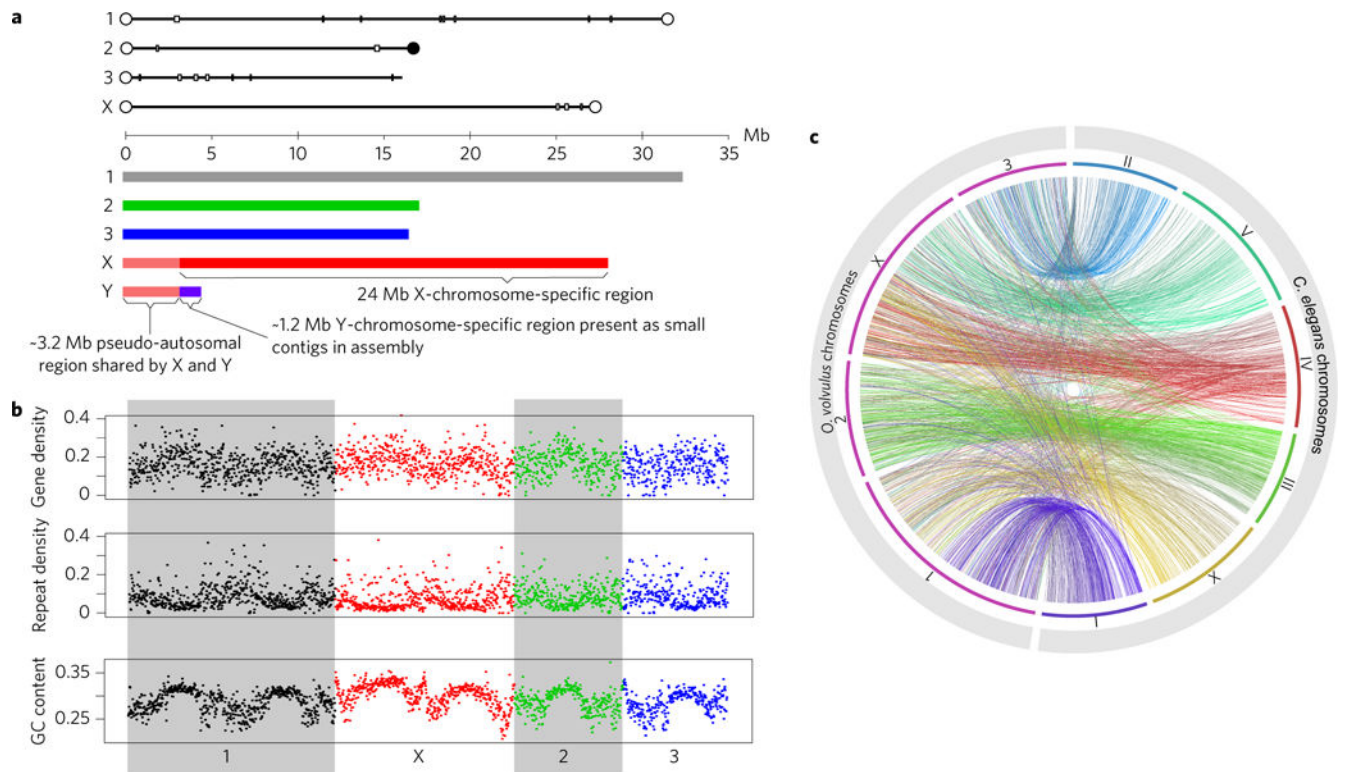 a
1
2
3
X
Mb
0 5 10 15 20 25 30 35
1
2
3
X
Y
24 Mb X-chromosome-specific region
~1.2 Mb Y-chromosome-specific region present as small
contigs in assembly
~3.2 Mb pseudo-autosomal
region shared by X and Y
b
Gene density
0.4
0.2
0
Repeat density
0.4
0.2
0
GC content
0.35
0.25
1 X 2 3
c
O. volvulus chromosomes
3
X
2
1
C. elegans chromosomes
II
V
IV
III
X
I